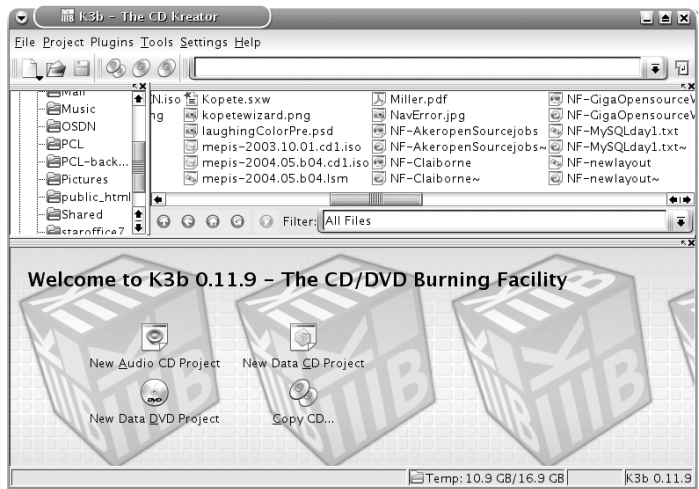 K3b – The CD Kreator
File Project Plugins Tools Settings Help
Mail
Music
OSDN
PCL
PCL-back...
Pictures
public_html
Shared
staroffice7
N.iso
ng
Kopete.sxw
kopetewizard.png
laughingColorPre.psd
mepis-2003.10.01.cd1.iso
mepis-2004.05.b04.cd1.iso
mepis-2004.05.b04.lsm
Miller.pdf
NavError.jpg
NF-AkeropenSourcejobs
NF-AkeropenSourcejobs~
NF-Claiborne
NF-Claiborne~
NF-GigaOpensourceV
NF-MySQLday1.txt
NF-MySQLday1.txt~
NF-newlayout
NF-newlayout~
Filter: All Files
Welcome to K3b 0.11.9 – The CD/DVD Burning Facility
New Audio CD Project
New Data CD Project
New Data DVD Project
Copy CD...
Temp: 10.9 GB/16.9 GB
K3b 0.11.9